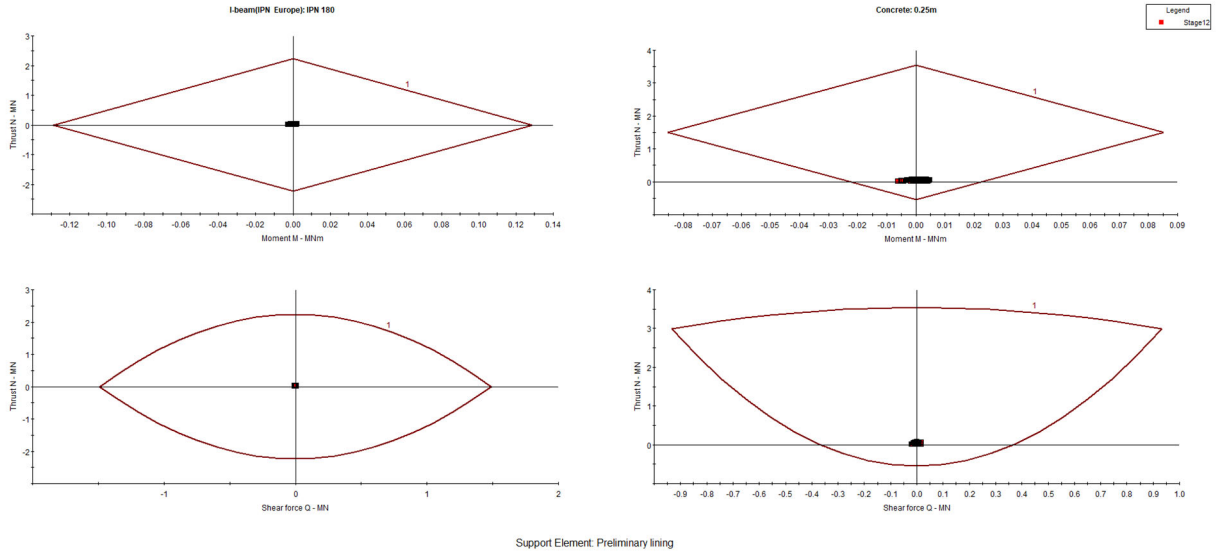 I-beam(IPN Europe): IPN 180
Concrete: 0.25m
Legend
Stage12
3
2
1
0
-1
-2
Thrust N - MN
1
-0.12 -0.10 -0.08 -0.06 -0.04 -0.02 0.00 0.02 0.04 0.06 0.08 0.10 0.12 0.14
Moment M - MNm
4
3
2
1
0
Thrust N - MN
1
-0.08 -0.07 -0.06 -0.05 -0.04 -0.03 -0.02 -0.01 0.00 0.01 0.02 0.03 0.04 0.05 0.06 0.07 0.08 0.09
Moment M - MNm
3
2
1
0
-1
-2
Thrust N - MN
1
-1 0 1 2
Shear force Q - MN
4
3
2
1
0
Thrust N - MN
1
-0.9 -0.8 -0.7 -0.6 -0.5 -0.4 -0.3 -0.2 -0.1 0.0 0.1 0.2 0.3 0.4 0.5 0.6 0.7 0.8 0.9 1.0
Shear force Q - MN
Support Element: Preliminary lining